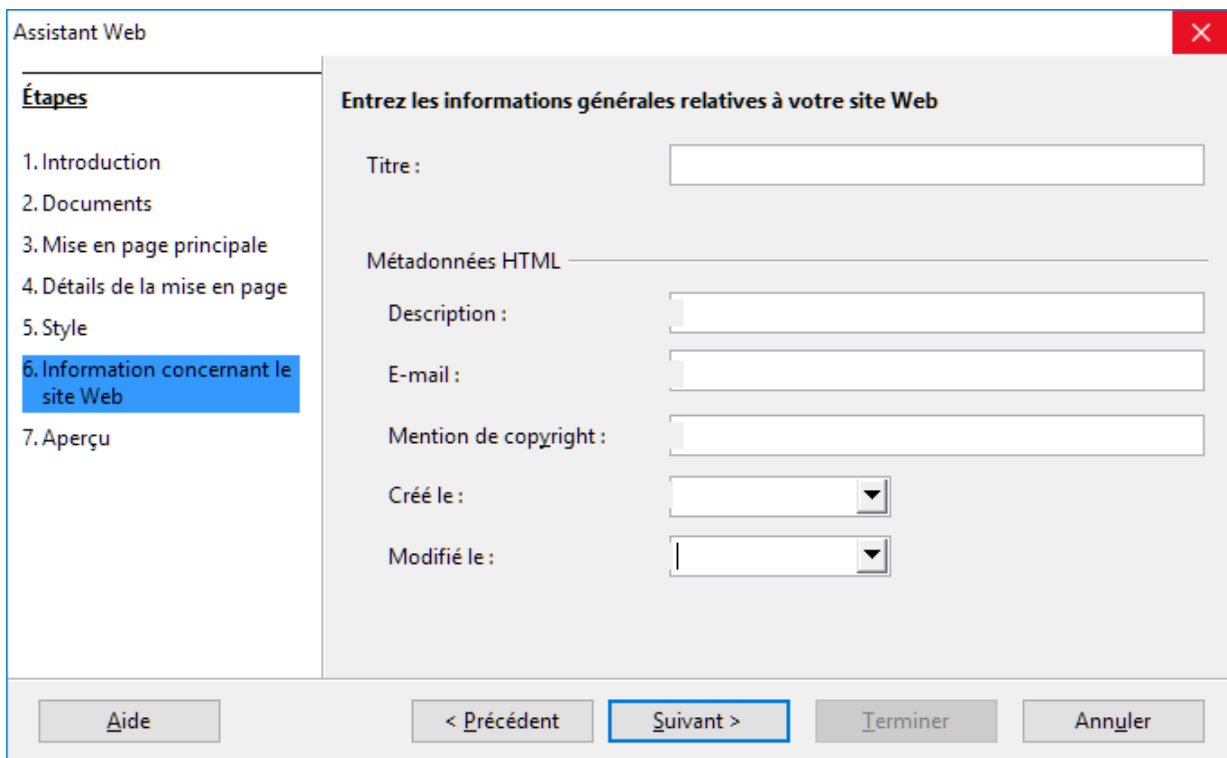 Assistant Web
Étapes
1. Introduction
2. Documents
3. Mise en page principale
4. Détails de la mise en page
5. Style
6. Information concernant le
site Web
7. Aperçu
Entrez les informations générales relatives à votre site Web
Titre :
Métadonnées HTML
Description :
E-mail :
Mention de copyright :
Créé le :
Modifié le :
Aide
< Précédent
Suivant >
Terminer
Annuler